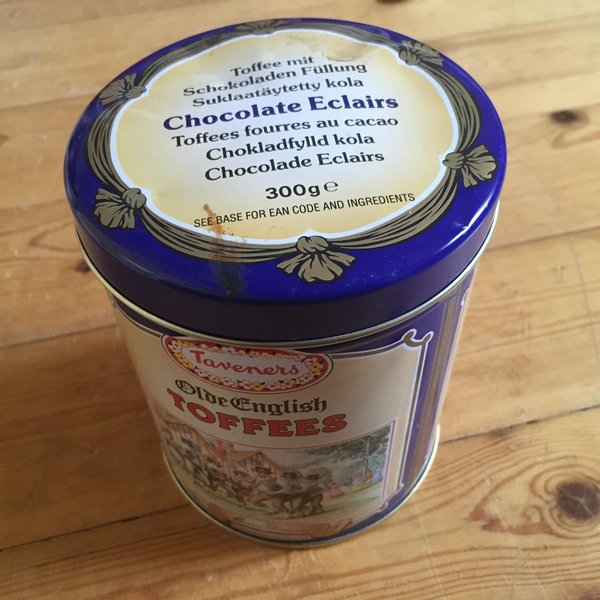 Toffee mit
Schokoladen Füllung
Suklaatäytetty kola
Chocolate Eclairs
Toffees fourres au cacao
Chokladfylld kola
Chocolade Eclairs
300g ℮
SEE BASE FOR EAN CODE AND INGREDIENTS
Taveners
Olde English
TOFFEES